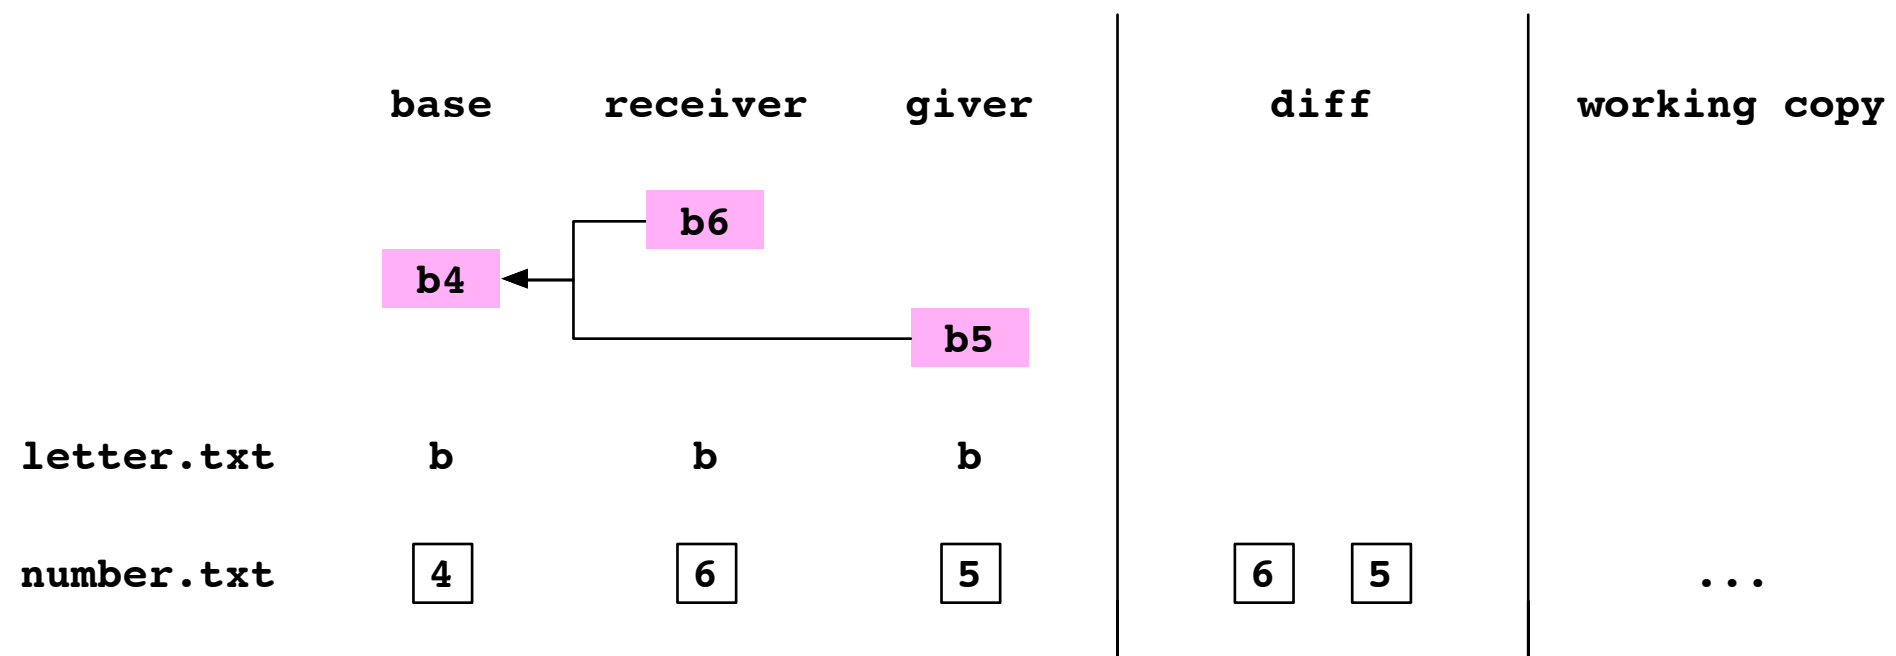 base receiver giver diff working copy
b6
b4
b5
letter.txt b b b
number.txt 4 6 5 6 5 ...